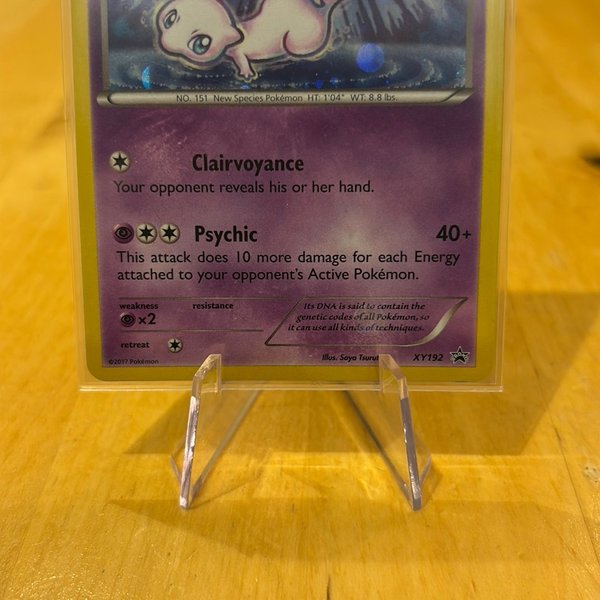 NO. 151 New Species Pokémon HT: 1'04" WT: 8.8 lbs.
Clairvoyance
Your opponent reveals his or her hand.
Psychic 40+
This attack does 10 more damage for each Energy
attached to your opponent's Active Pokémon.
weakness resistance
x2
Its DNA is said to contain the
genetic codes of all Pokémon, so
it can use all kinds of techniques.
retreat
©2017 Pokémon Illus. Saya XY192